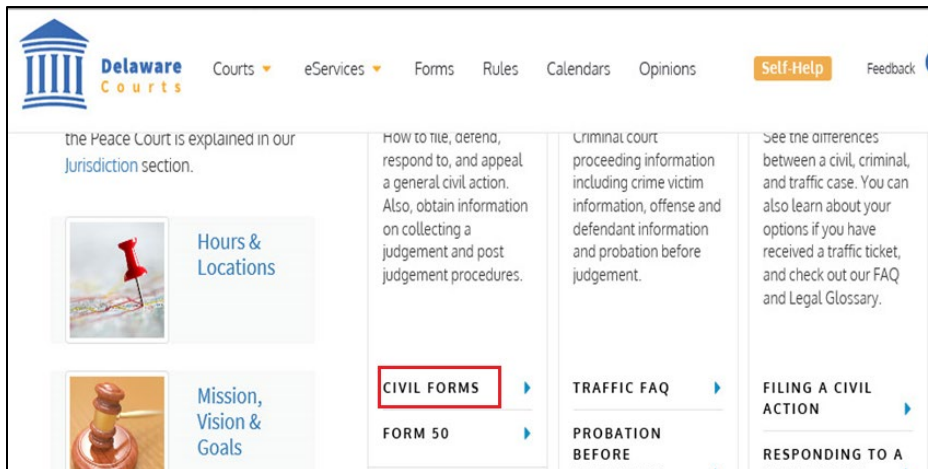 Delaware
Courts
Courts
eServices
Forms
Rules
Calendars
Opinions
Self-Help
Feedback
the Peace Court is explained in our
Jurisdiction section.
Hours &
Locations
Mission,
Vision &
Goals
How to file, defend,
respond to, and appeal
a general civil action.
Also, obtain information
on collecting a
judgement and post
judgement procedures.
CIVIL FORMS
FORM 50
Criminal court
proceeding information
including crime victim
information, offense and
defendant information
and probation before
judgement.
TRAFFIC FAQ
PROBATION
BEFORE
See the differences
between a civil, criminal,
and traffic case. You can
also learn about your
options if you have
received a traffic ticket,
and check out our FAQ
and Legal Glossary.
FILING A CIVIL
ACTION
RESPONDING TO A